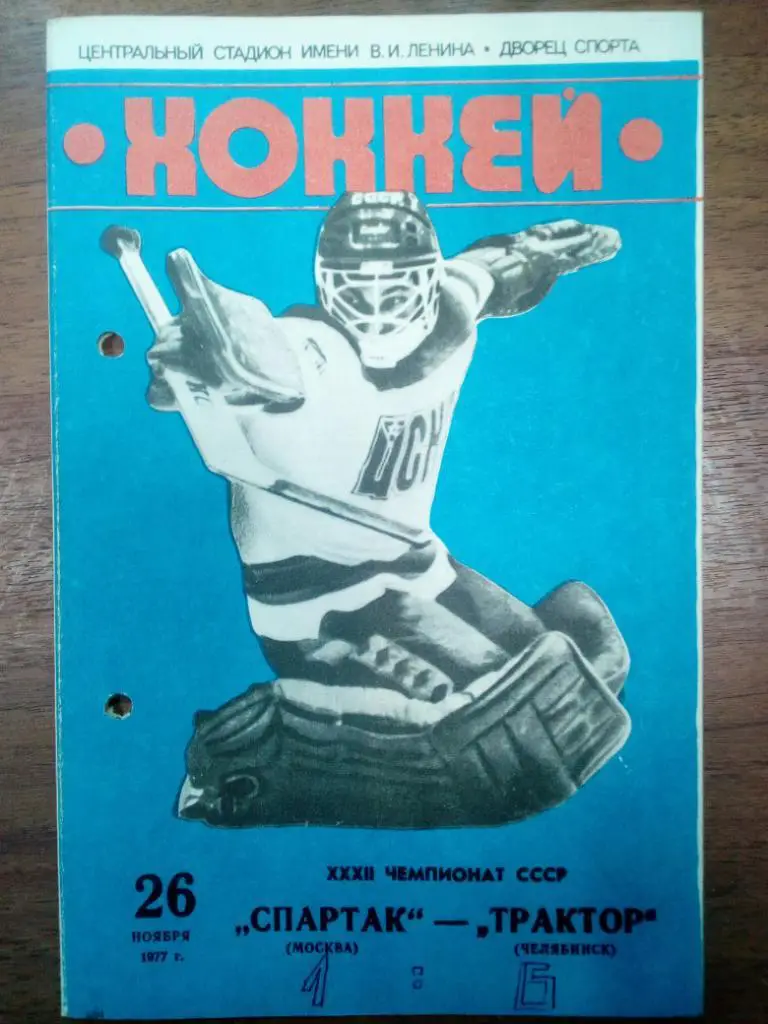 ЦЕНТРАЛЬНЫЙ СТАДИОН ИМЕНИ В.И.ЛЕНИНА • ДВОРЕЦ СПОРТА
• ХОККЕЙ •
XXXII ЧЕМПИОНАТ СССР
26
НОЯБРЯ
1977 г.
„СПАРТАК“ — „ТРАКТОР“
(МОСКВА) (ЧЕЛЯБИНСК)
1 : 6